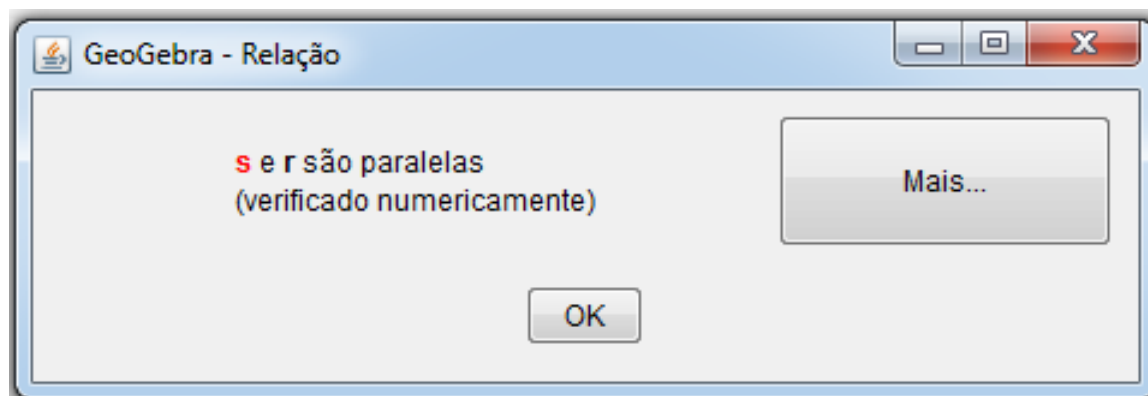 GeoGebra - Relação
s e r são paralelas
(verificado numericamente)
Mais...
OK